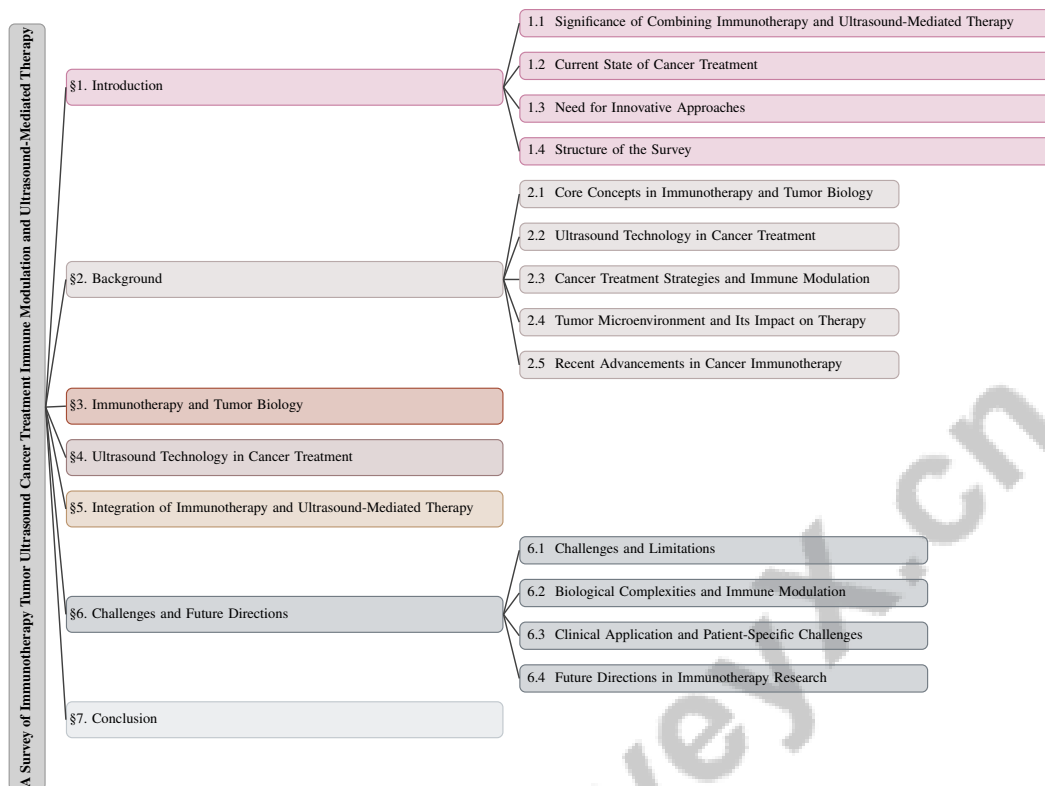 A Survey of Immunotherapy Tumor Ultrasound Cancer Treatment Immune Modulation and Ultrasound-Mediated Therapy
§1. Introduction
1.1 Significance of Combining Immunotherapy and Ultrasound-Mediated Therapy
1.2 Current State of Cancer Treatment
1.3 Need for Innovative Approaches
1.4 Structure of the Survey
§2. Background
2.1 Core Concepts in Immunotherapy and Tumor Biology
2.2 Ultrasound Technology in Cancer Treatment
2.3 Cancer Treatment Strategies and Immune Modulation
2.4 Tumor Microenvironment and Its Impact on Therapy
2.5 Recent Advancements in Cancer Immunotherapy
§3. Immunotherapy and Tumor Biology
§4. Ultrasound Technology in Cancer Treatment
§5. Integration of Immunotherapy and Ultrasound-Mediated Therapy
§6. Challenges and Future Directions
6.1 Challenges and Limitations
6.2 Biological Complexities and Immune Modulation
6.3 Clinical Application and Patient-Specific Challenges
6.4 Future Directions in Immunotherapy Research
§7. Conclusion
veyx.cn